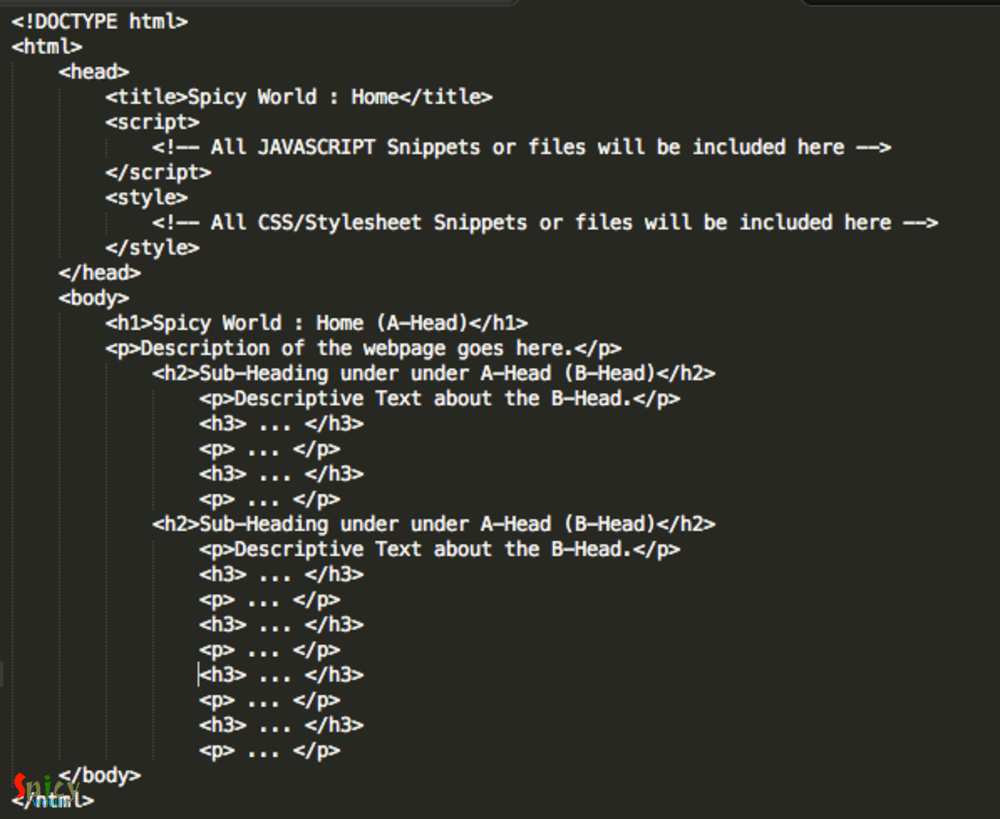 <!DOCTYPE html>
<html>
<head>
<title>Spicy World : Home</title>
<script>
<!-- All JAVASCRIPT Snippets or files will be included here -->
</script>
<style>
<!-- All CSS/Stylesheet Snippets or files will be included here -->
</style>
</head>
<body>
<h1>Spicy World : Home (A-Head)</h1>
<p>Description of the webpage goes here.</p>
<h2>Sub-Heading under under A-Head (B-Head)</h2>
<p>Descriptive Text about the B-Head.</p>
<h3> ... </h3>
<p> ... </p>
<h3> ... </h3>
<p> ... </p>
<h2>Sub-Heading under under A-Head (B-Head)</h2>
<p>Descriptive Text about the B-Head.</p>
<h3> ... </h3>
<p> ... </p>
<h3> ... </h3>
<p> ... </p>
<h3> ... </h3>
<p> ... </p>
<h3> ... </h3>
<p> ... </p>
</body>
Spicy
</html>